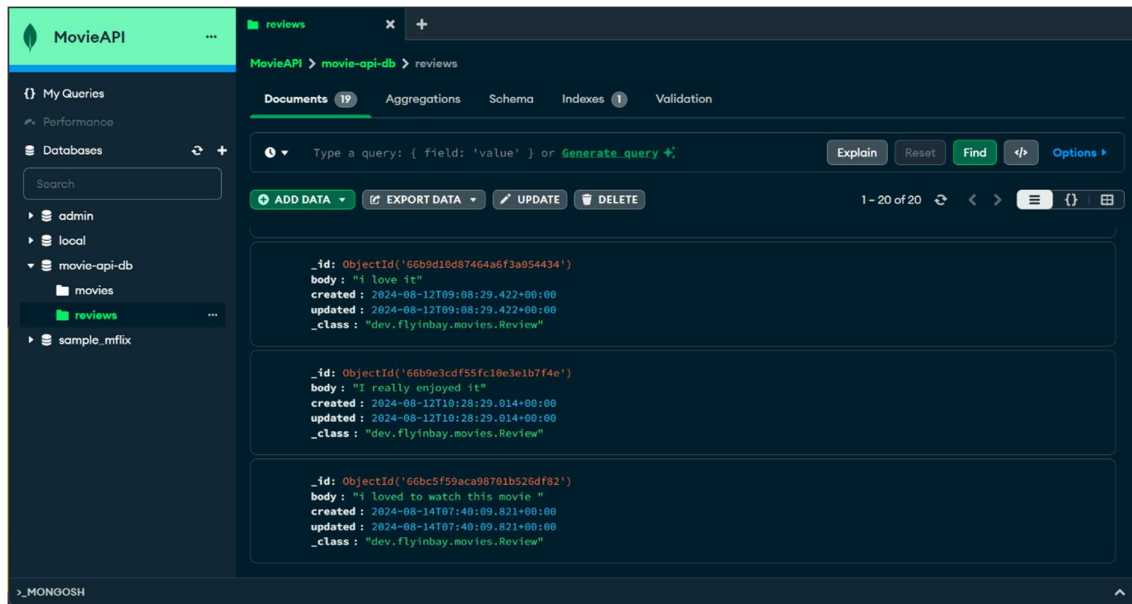 MovieAPI
...
{} My Queries
Performance
Databases
Search
admin
local
movie-api-db
movies
reviews
...
sample_mflix
reviews
MovieAPI > movie-api-db > reviews
Documents 19 Aggregations Schema Indexes 1 Validation
Type a query: { field: 'value' } or Generate query
Explain Reset Find </> Options
ADD DATA EXPORT DATA UPDATE DELETE
1 – 20 of 20 {}
_id: ObjectId('66b9d10d87464a6f3a054434')
body : "i love it"
created : 2024-08-12T09:08:29.422+00:00
updated : 2024-08-12T09:08:29.422+00:00
_class : "dev.flyinbay.movies.Review"
_id: ObjectId('66b9e3cdf55fc10e3e1b7f4e')
body : "I really enjoyed it"
created : 2024-08-12T10:28:29.014+00:00
updated : 2024-08-12T10:28:29.014+00:00
_class : "dev.flyinbay.movies.Review"
_id: ObjectId('66bc5f59aca98701b526df82')
body : "i loved to watch this movie "
created : 2024-08-14T07:40:09.821+00:00
updated : 2024-08-14T07:40:09.821+00:00
_class : "dev.flyinbay.movies.Review"
>_MONGOSH